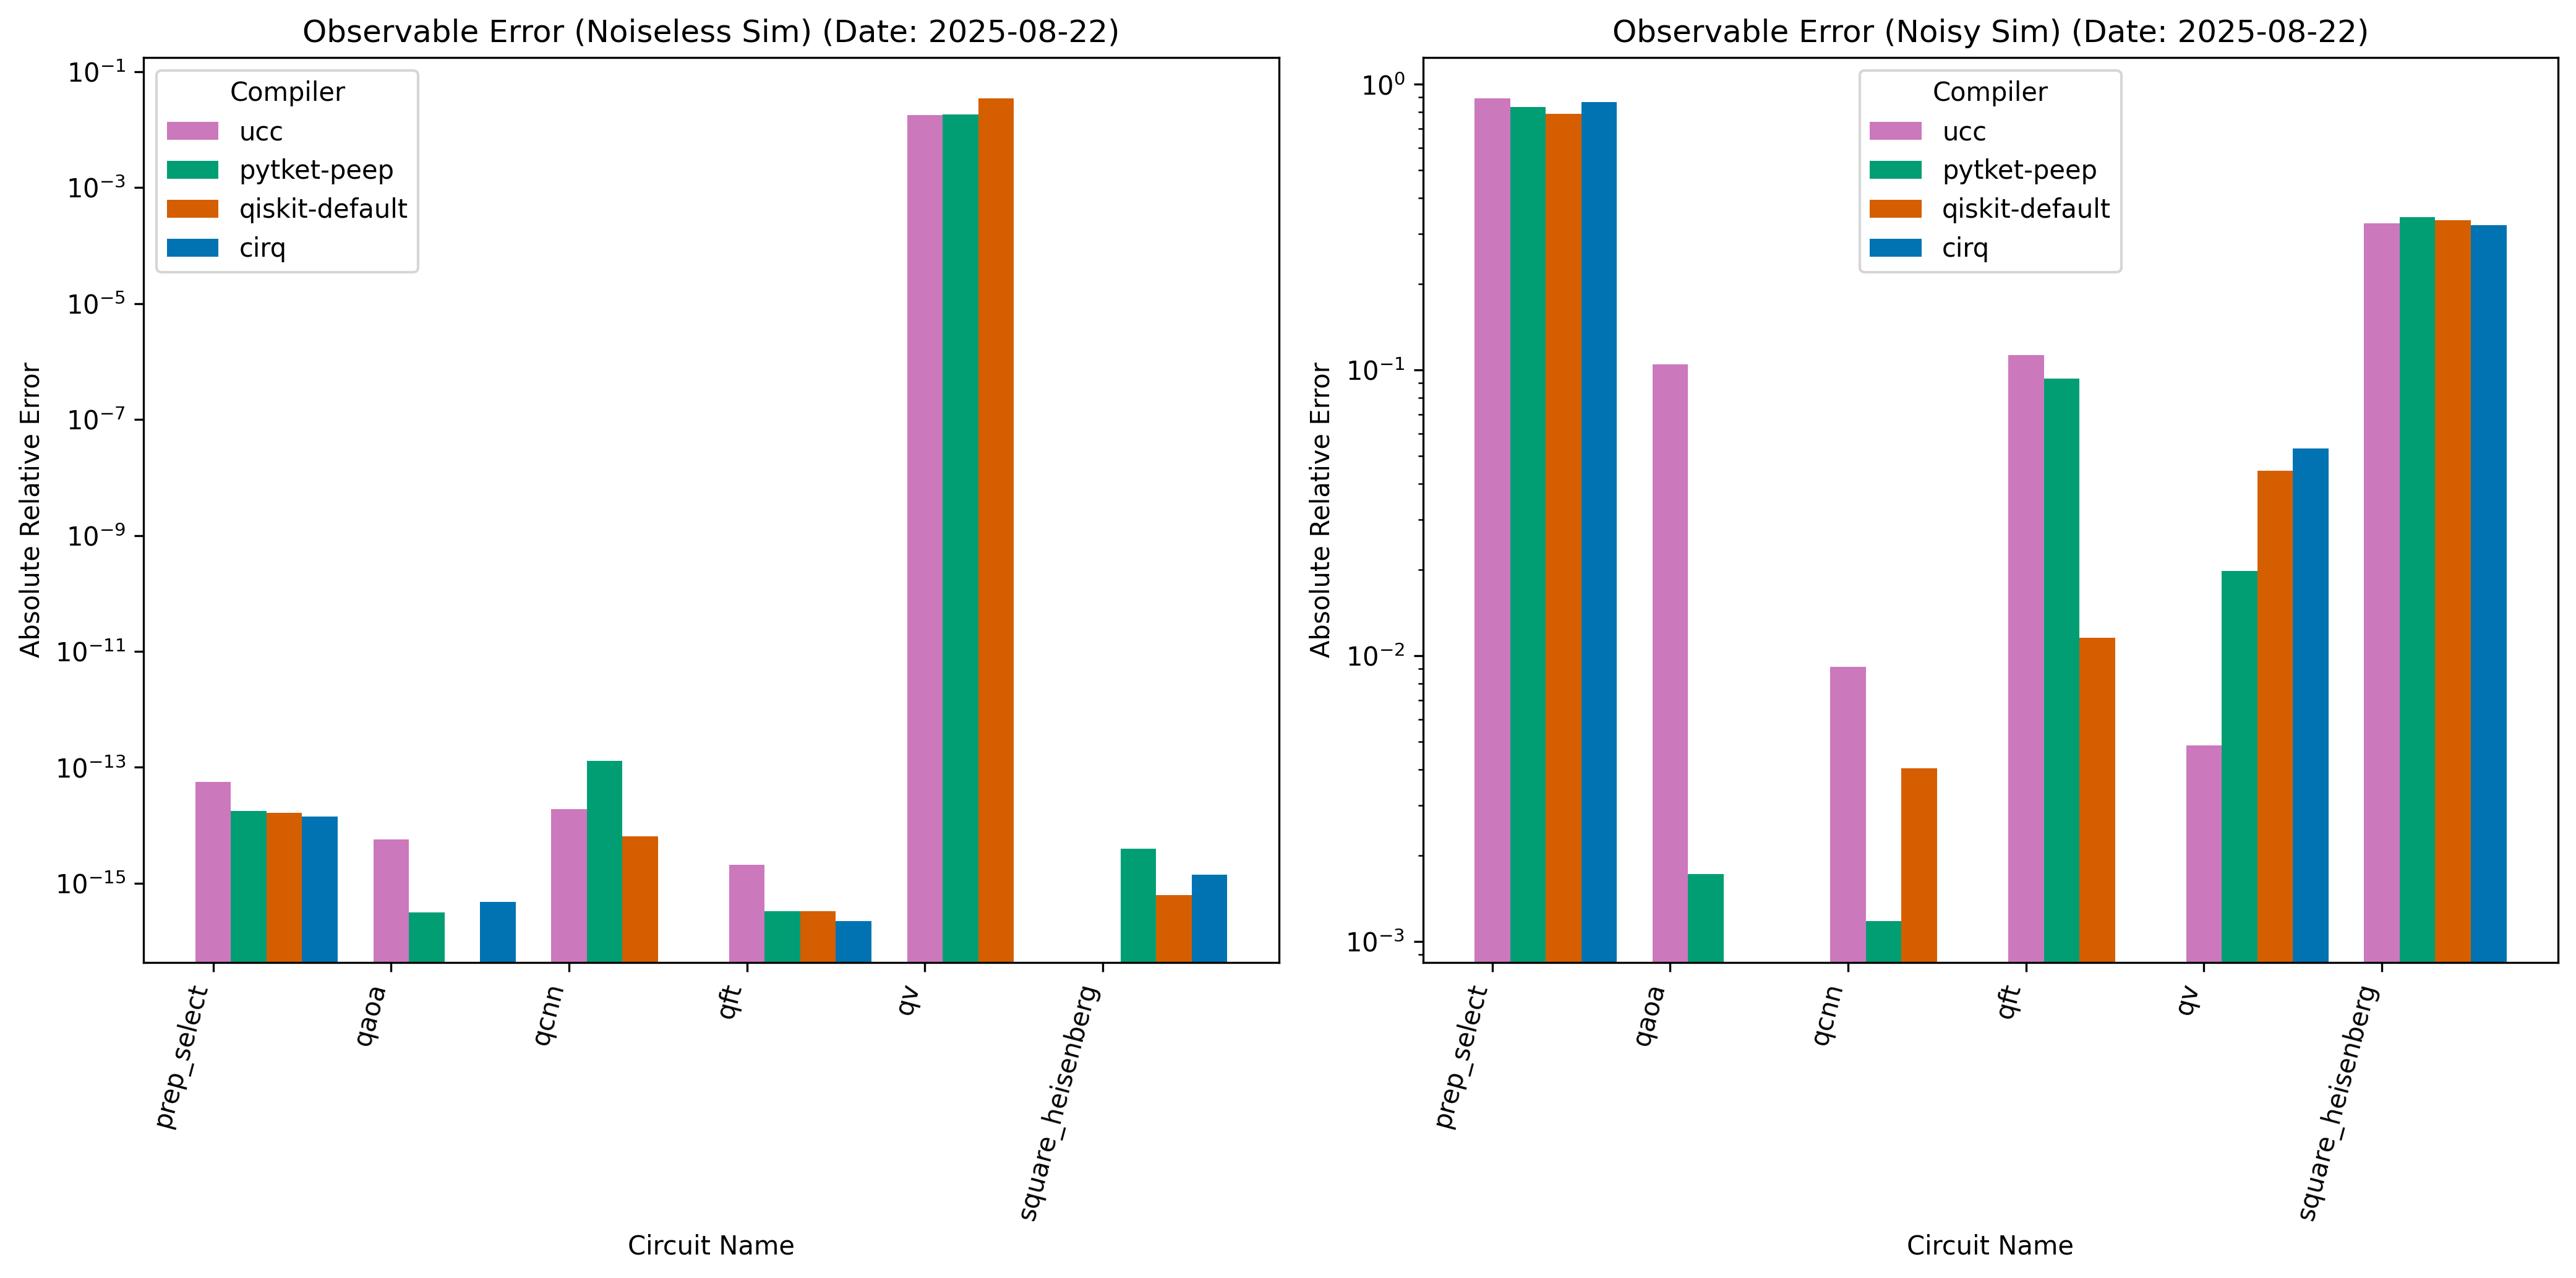 Observable Error (Noiseless Sim) (Date: 2025-08-22)
Absolute Relative Error
10⁻¹
10⁻³
10⁻⁵
10⁻⁷
10⁻⁹
10⁻¹¹
10⁻¹³
10⁻¹⁵
Compiler
ucc
pytket-peep
qiskit-default
cirq
prep_select
qaoa
qcnn
qft
qv
square_heisenberg
Circuit Name
Observable Error (Noisy Sim) (Date: 2025-08-22)
Absolute Relative Error
10⁰
10⁻¹
10⁻²
10⁻³
Compiler
ucc
pytket-peep
qiskit-default
cirq
prep_select
qaoa
qcnn
qft
qv
square_heisenberg
Circuit Name